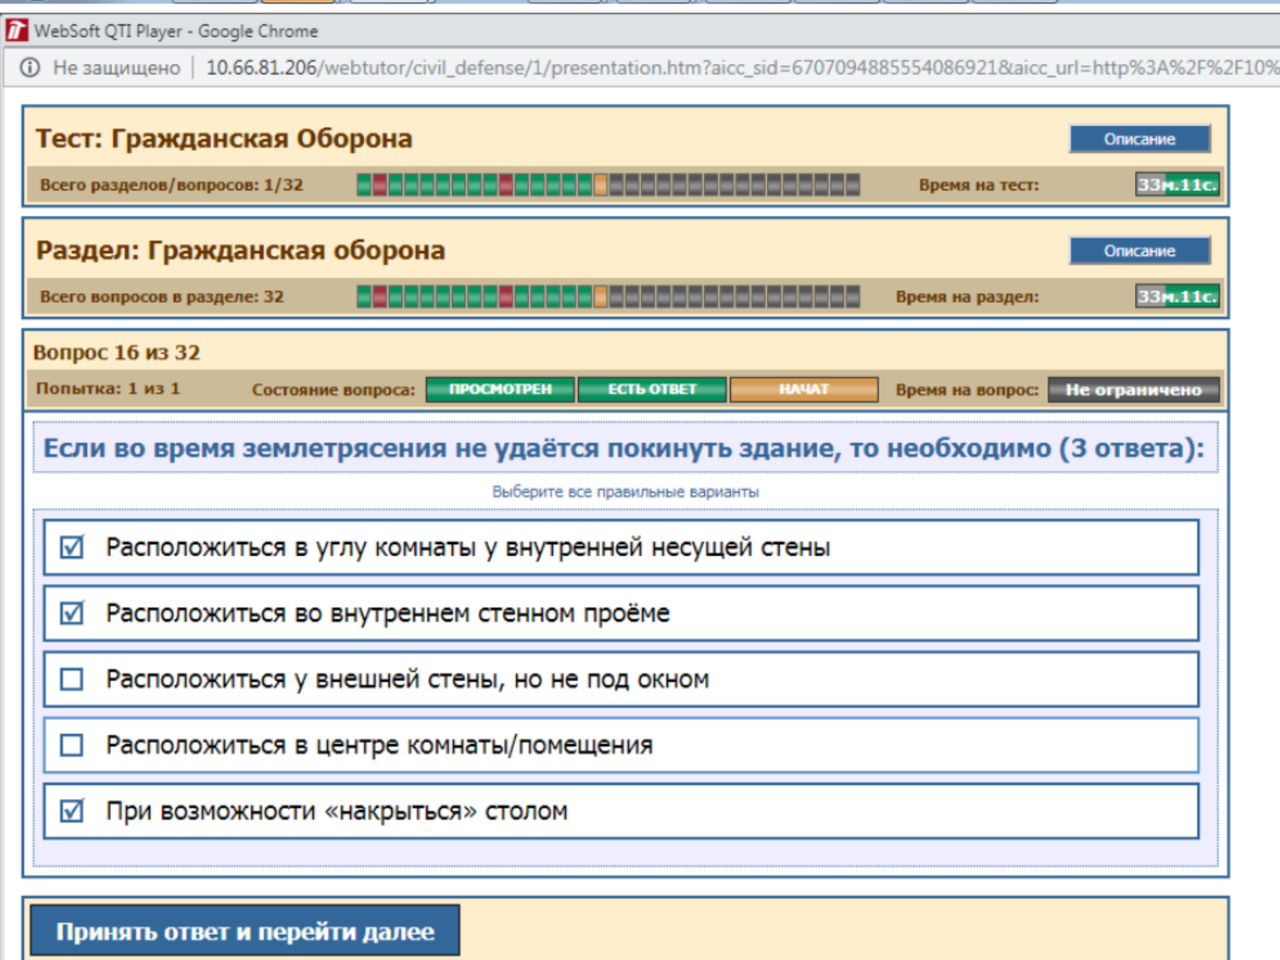 WebSoft QTI Player - Google Chrome
Не защищено 10.66.81.206/webtutor/civil_defense/1/presentation.htm?aicc_sid=6707094885554086921&aicc_url=http%3A%2F%2F10%
Тест: Гражданская Оборона
Описание
Всего разделов/вопросов: 1/32
Время на тест:
33м.11с.
Раздел: Гражданская оборона
Описание
Всего вопросов в разделе: 32
Время на раздел:
33м.11с.
Вопрос 16 из 32
Попытка: 1 из 1
Состояние вопроса:
ПРОСМОТРЕН
ЕСТЬ ОТВЕТ
НАЧАТ
Время на вопрос:
Не ограничено
Если во время землетрясения не удаётся покинуть здание, то необходимо (3 ответа):
Выберите все правильные варианты
Расположиться в углу комнаты у внутренней несущей стены
Расположиться во внутреннем стенном проёме
Расположиться у внешней стены, но не под окном
Расположиться в центре комнаты/помещения
При возможности «накрыться» столом
Принять ответ и перейти далее